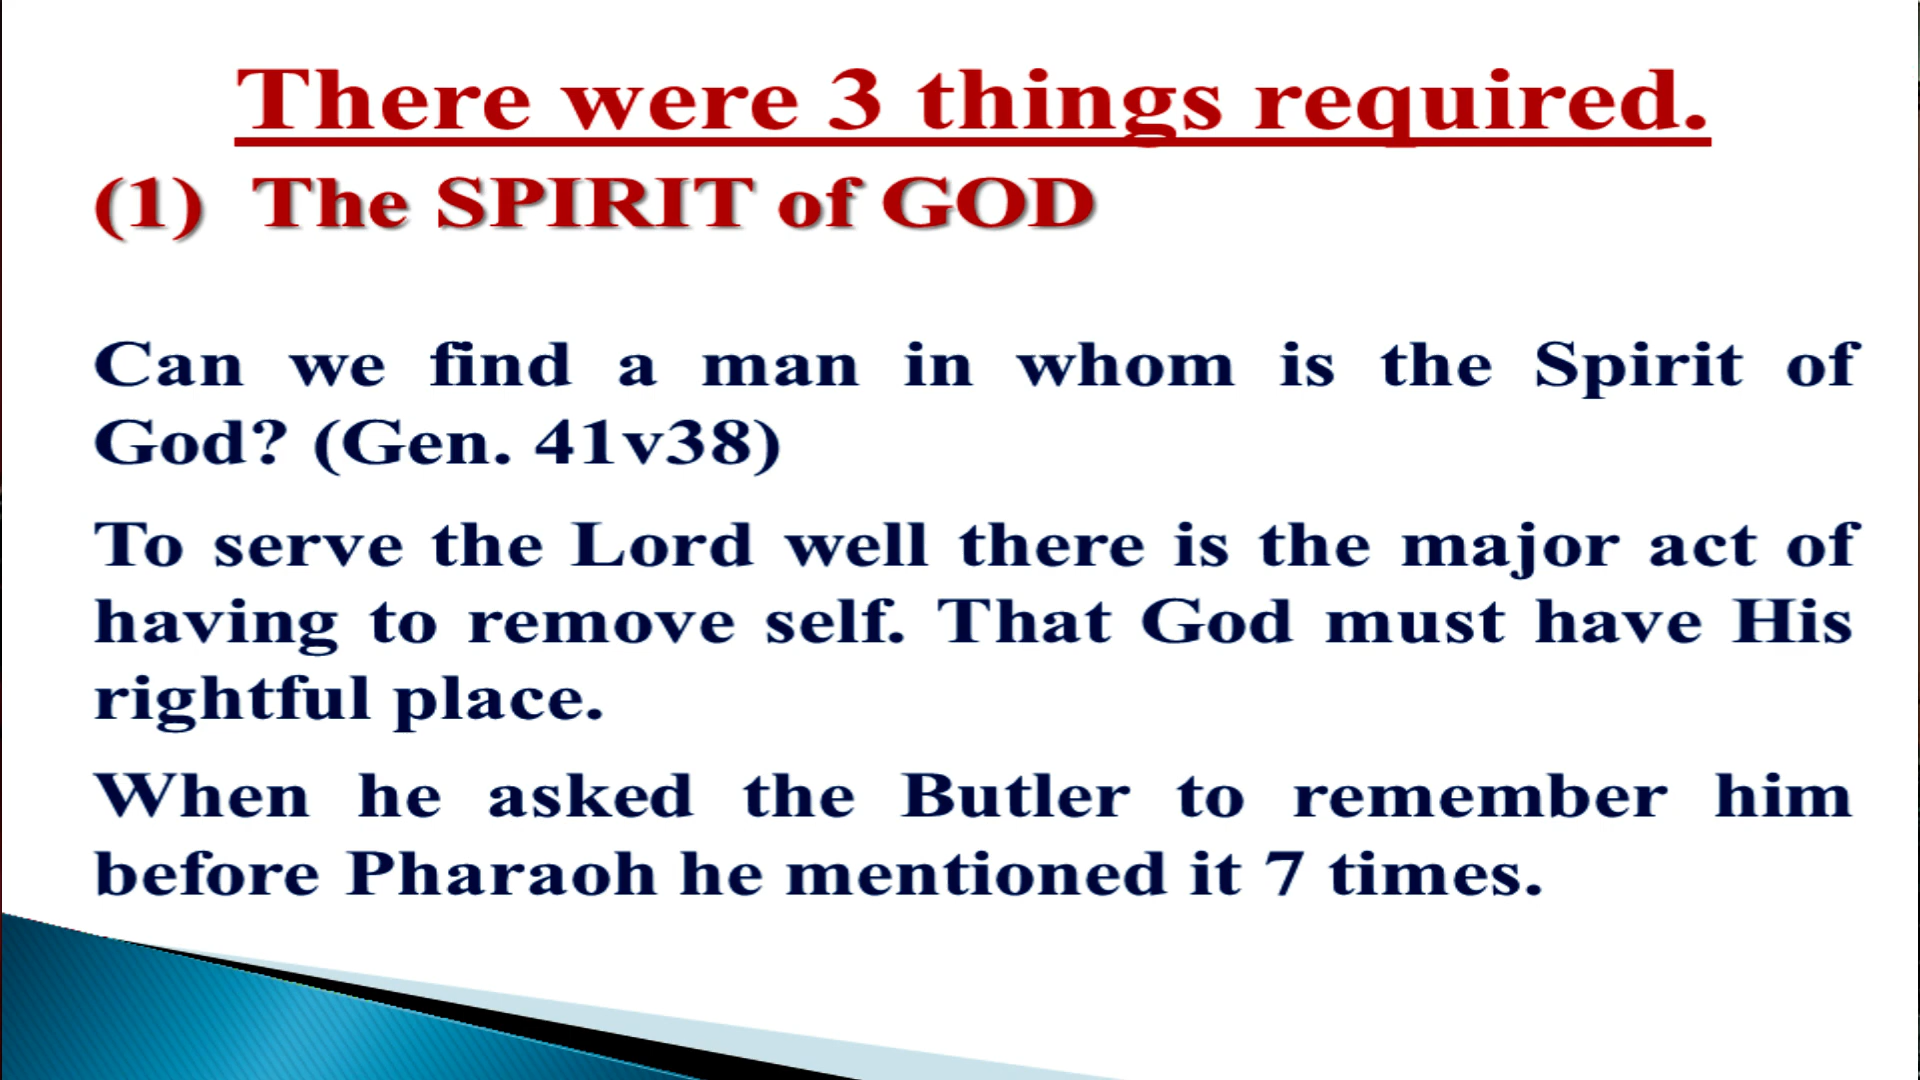 There were 3 things required.
(1) The SPIRIT of GOD
Can we find a man in whom is the Spirit of
God? (Gen. 41v38)
To serve the Lord well there is the major act of
having to remove self. That God must have His
rightful place.
When he asked the Butler to remember him
before Pharaoh he mentioned it 7 times.